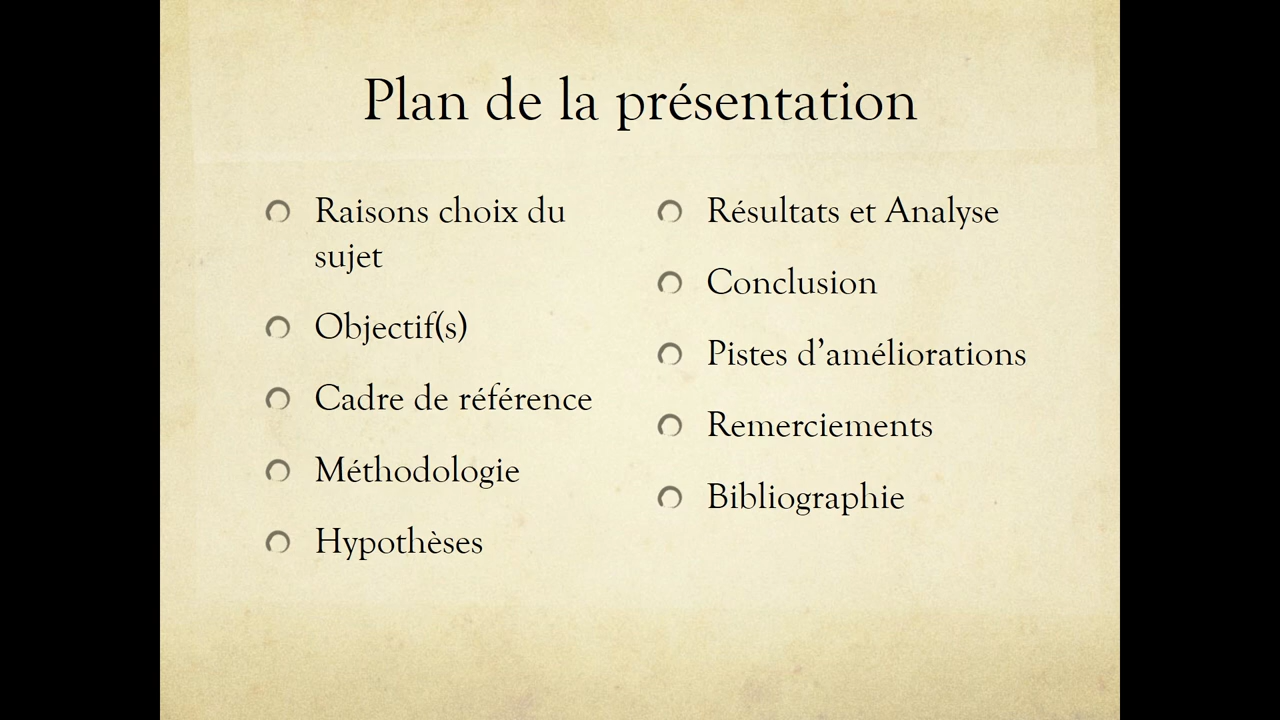 Plan de la présentation
Raisons choix du
sujet
Objectif(s)
Cadre de référence
Méthodologie
Hypothèses
Résultats et Analyse
Conclusion
Pistes d’améliorations
Remerciements
Bibliographie